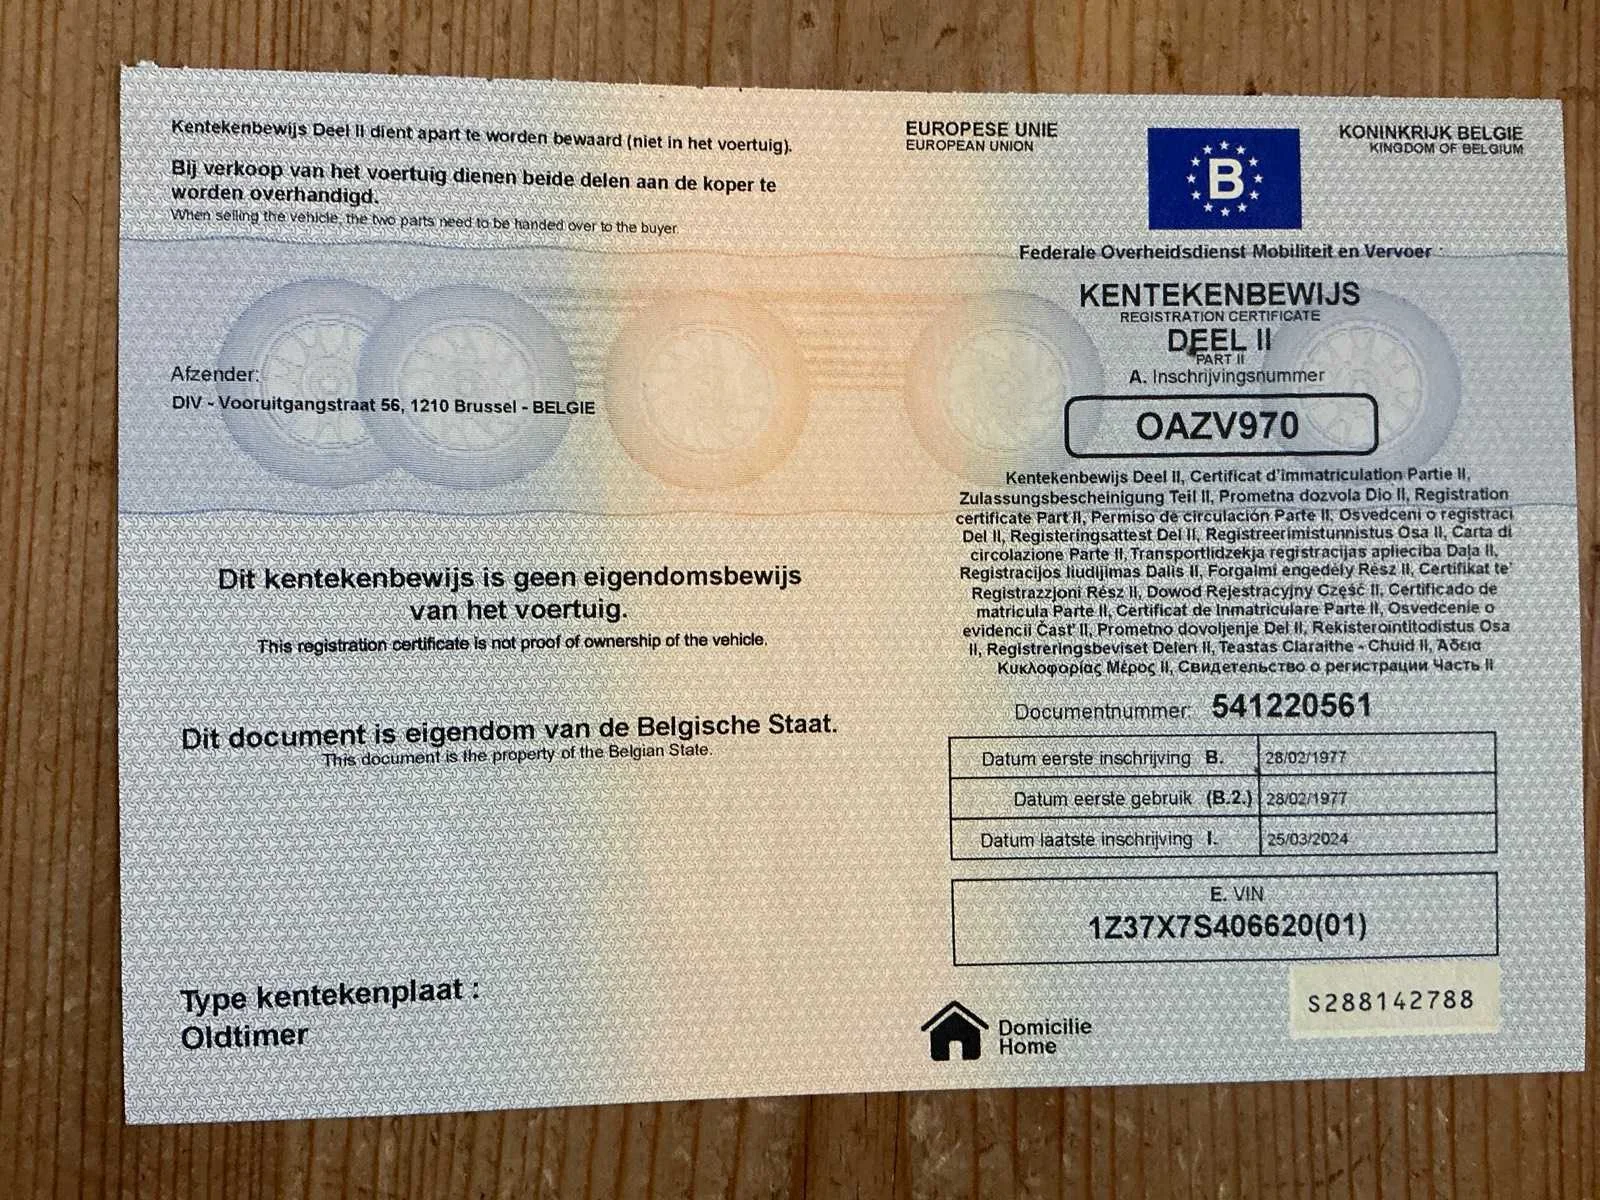 Kentekenbewijs Deel II dient apart te worden bewaard (niet in het voertuig).
Bij verkoop van het voertuig dienen beide delen aan de koper te
worden overhandigd.
When selling the vehicle, the two parts need to be handed over to the buyer.
Afzender:
DIV - Vooruitgangstraat 56, 1210 Brussel - BELGIE
Dit kentekenbewijs is geen eigendomsbewijs
van het voertuig.
This registration certificate is not proof of ownership of the vehicle.
Dit document is eigendom van de Belgische Staat.
This document is the property of the Belgian State.
Type kentekenplaat :
Oldtimer
EUROPESE UNIE
EUROPEAN UNION
B
KONINKRIJK BELGIE
KINGDOM OF BELGIUM
Federale Overheidsdienst Mobiliteit en Vervoer :
KENTEKENBEWIJS
REGISTRATION CERTIFICATE
DEEL II
PART II
A. Inschrijvingsnummer
OAZV970
Kentekenbewijs Deel II, Certificat d'immatriculation Partie II,
Zulassungsbescheinigung Teil II, Prometna dozvola Dio II, Registration
certificate Part II, Permiso de circulación Parte II, Osvedceni o registraci
Del II, Registeringsattest Del II, Registreerimistunnistus Osa II, Carta di
circolazione Parte II, Transportlidzekja registracijas aplieciba Daļa II,
Registracijos liudijimas Dalis II, Forgalmi engedély Rész II, Certifikat te'
Registrazzjoni Rész II, Dowod Rejestracyjny Część II, Certificado de
matricula Parte II, Certificat de Inmatriculare Parte II, Osvedcenie o
evidencii Časť II, Prometno dovoljenje Del II, Rekisterointitodistus Osa
II, Registreringsbeviset Delen II, Teastas Claraithe - Chuid II, Άδεια
Κυκλοφορίας Μέρος II, Свидетельство о регистрации Часть II
Documentnummer: 541220561
Datum eerste inschrijving B. 28/02/1977
Datum eerste gebruik (B.2.) 28/02/1977
Datum laatste inschrijving I. 25/03/2024
E. VIN
1Z37X7S406620(01)
Domicilie
Home
S288142788